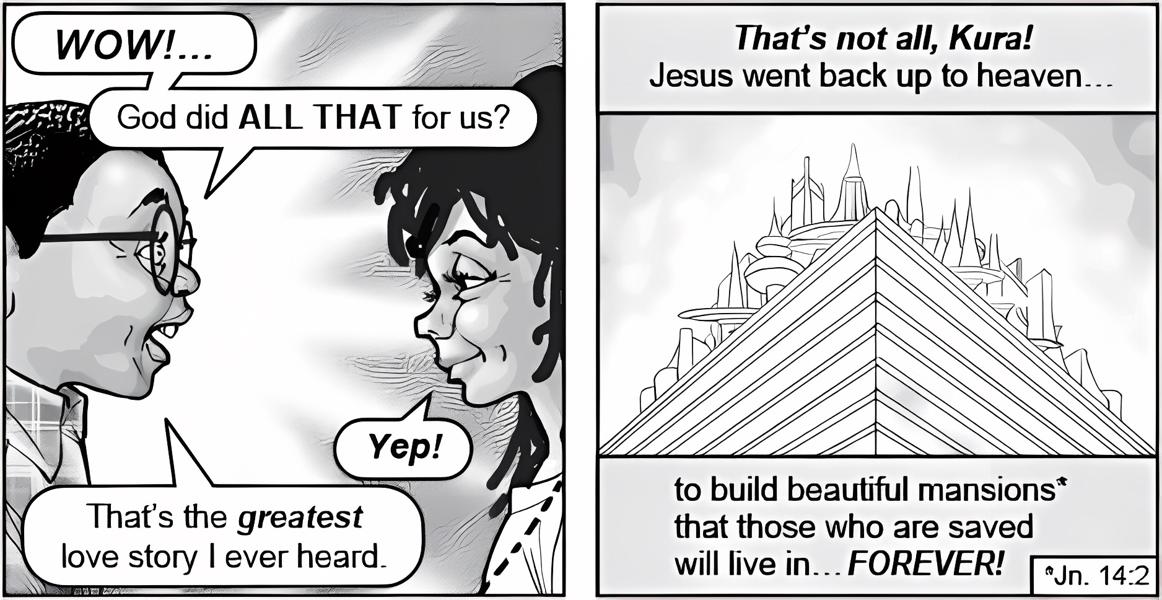 WOW!...
God did ALL THAT for us?
Yep!
That's the greatest
love story I ever heard.
That's not all, Kura!
Jesus went back up to heaven...
to build beautiful mansions*
that those who are saved
will live in... FOREVER!
*Jn. 14:2